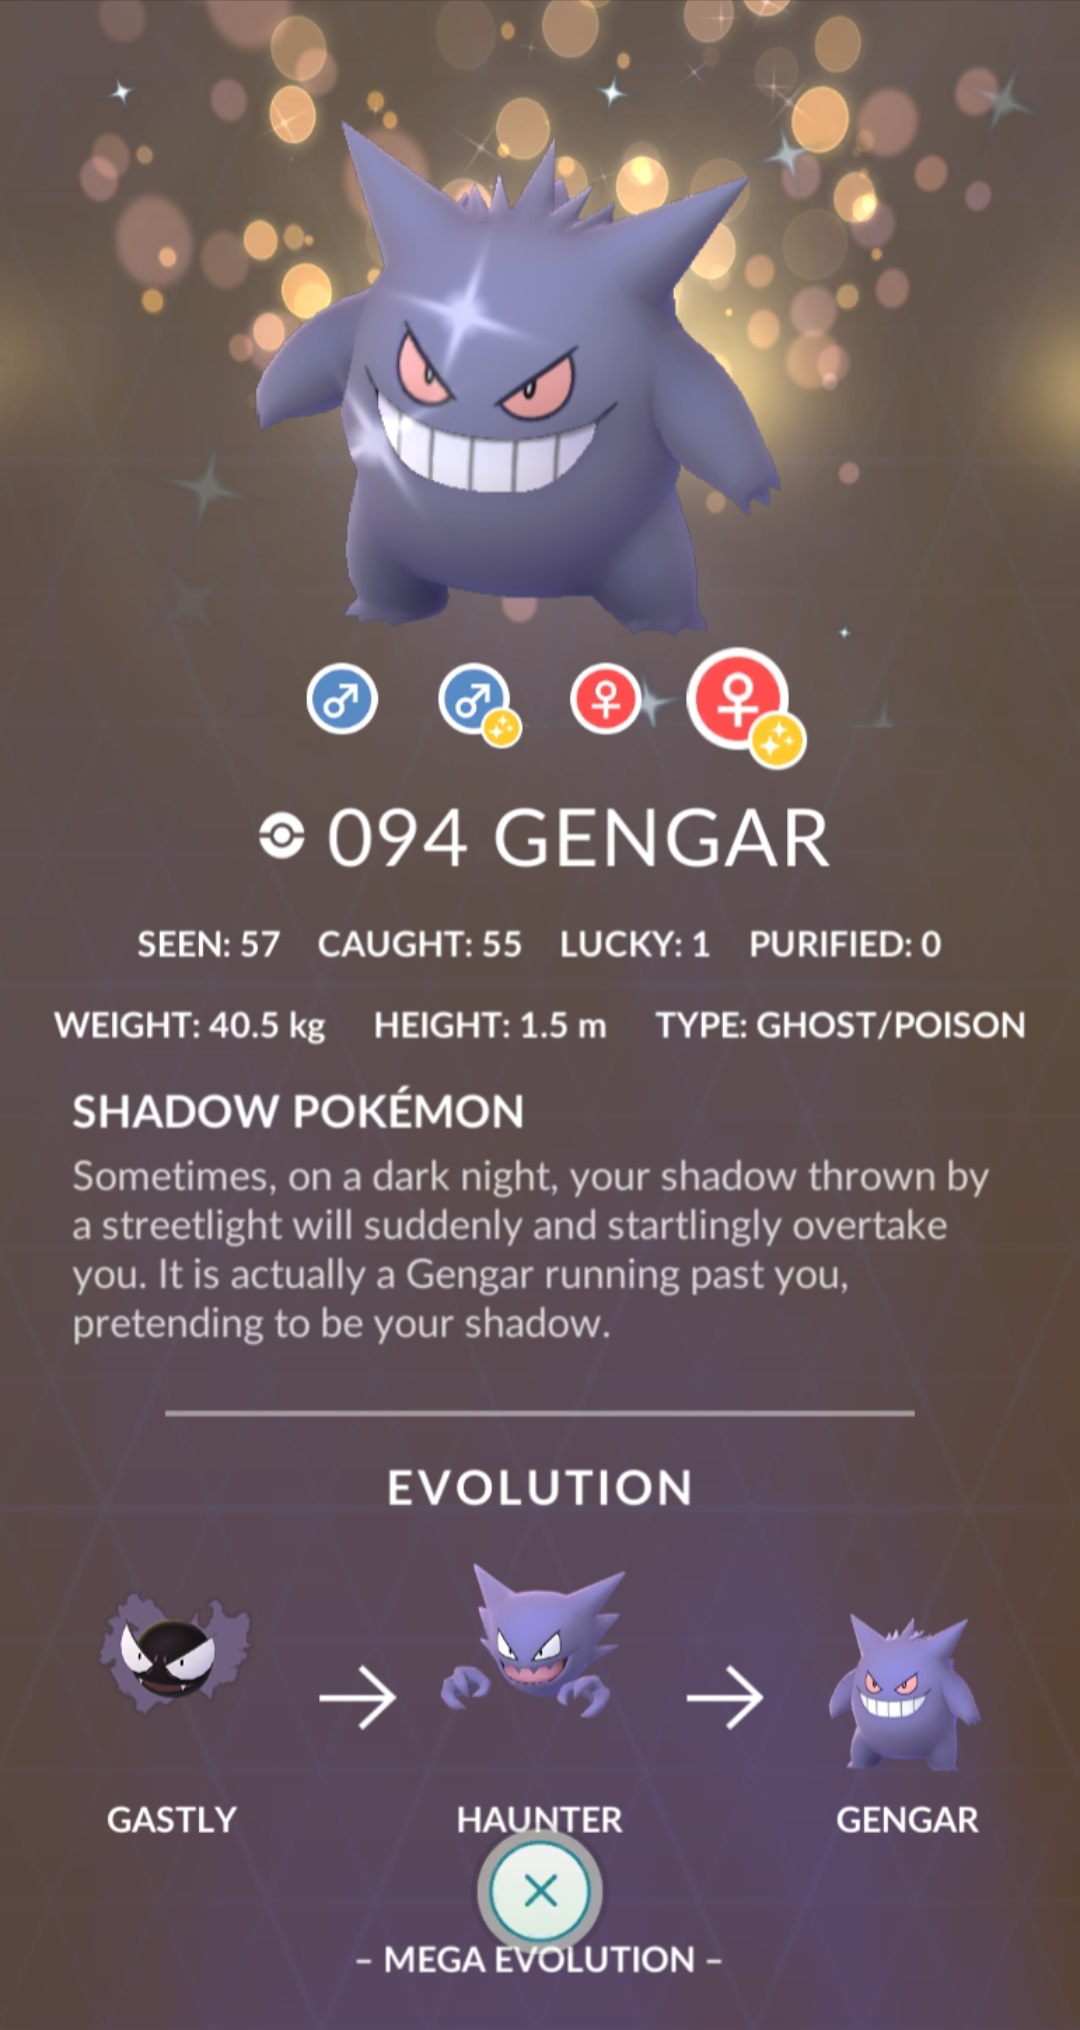 094 GENGAR
SEEN: 57 CAUGHT: 55 LUCKY: 1 PURIFIED: 0
WEIGHT: 40.5 kg HEIGHT: 1.5 m TYPE: GHOST/POISON
SHADOW POKÉMON
Sometimes, on a dark night, your shadow thrown by
a streetlight will suddenly and startlingly overtake
you. It is actually a Gengar running past you,
pretending to be your shadow.
EVOLUTION
GASTLY HAUNTER GENGAR
– MEGA EVOLUTION –